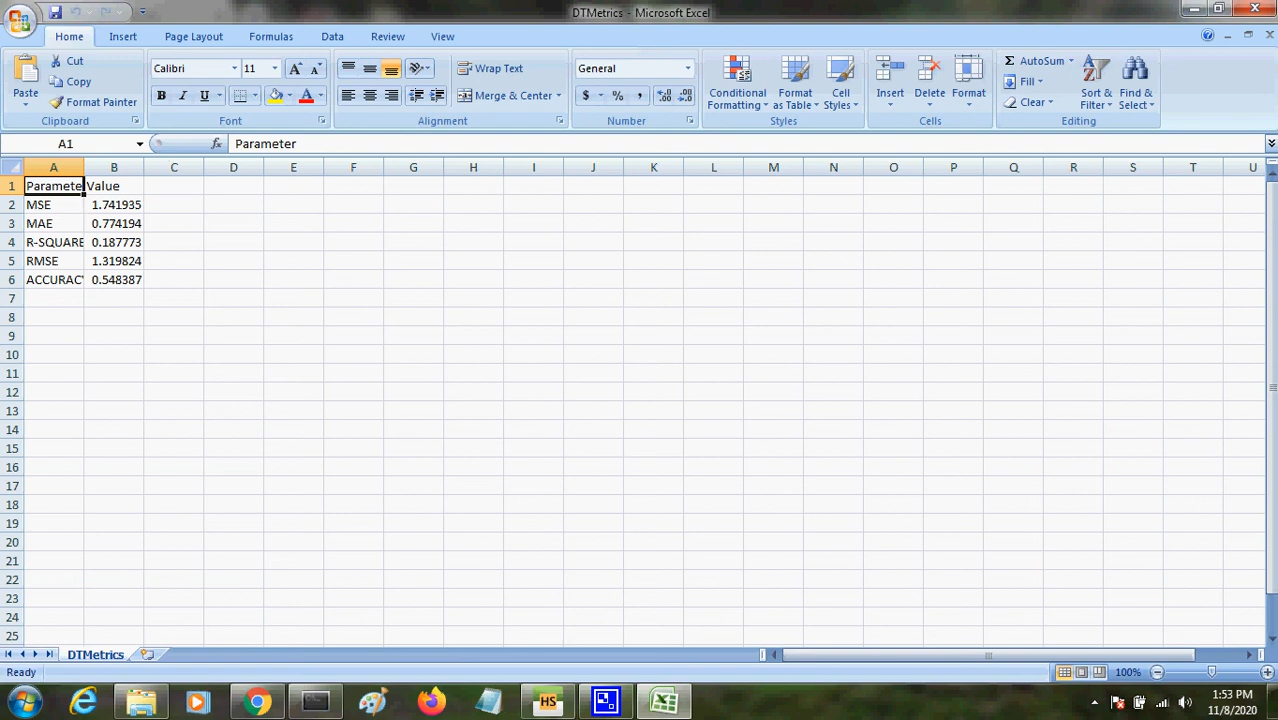 DTMetrics - Microsoft Excel
Home Insert Page Layout Formulas Data Review View
Paste
Cut
Copy
Format Painter
Clipboard
Calibri 11
B I U
Font
Wrap Text
Merge & Center
Alignment
General
$ % ,
Number
Conditional Formatting
Format as Table
Cell Styles
Styles
Insert
Delete
Format
Cells
Σ AutoSum
Fill
Clear
Sort & Filter
Find & Select
Editing
A1 fx Parameter
A B C D E F G H I J K L M N O P Q R S T U
1 Paramete Value
2 MSE 1.741935
3 MAE 0.774194
4 R-SQUARE 0.187773
5 RMSE 1.319824
6 ACCURACY 0.548387
7
8
9
10
11
12
13
14
15
16
17
18
19
20
21
22
23
24
25
DTMetrics
Ready 100%
HS
1:53 PM
11/8/2020